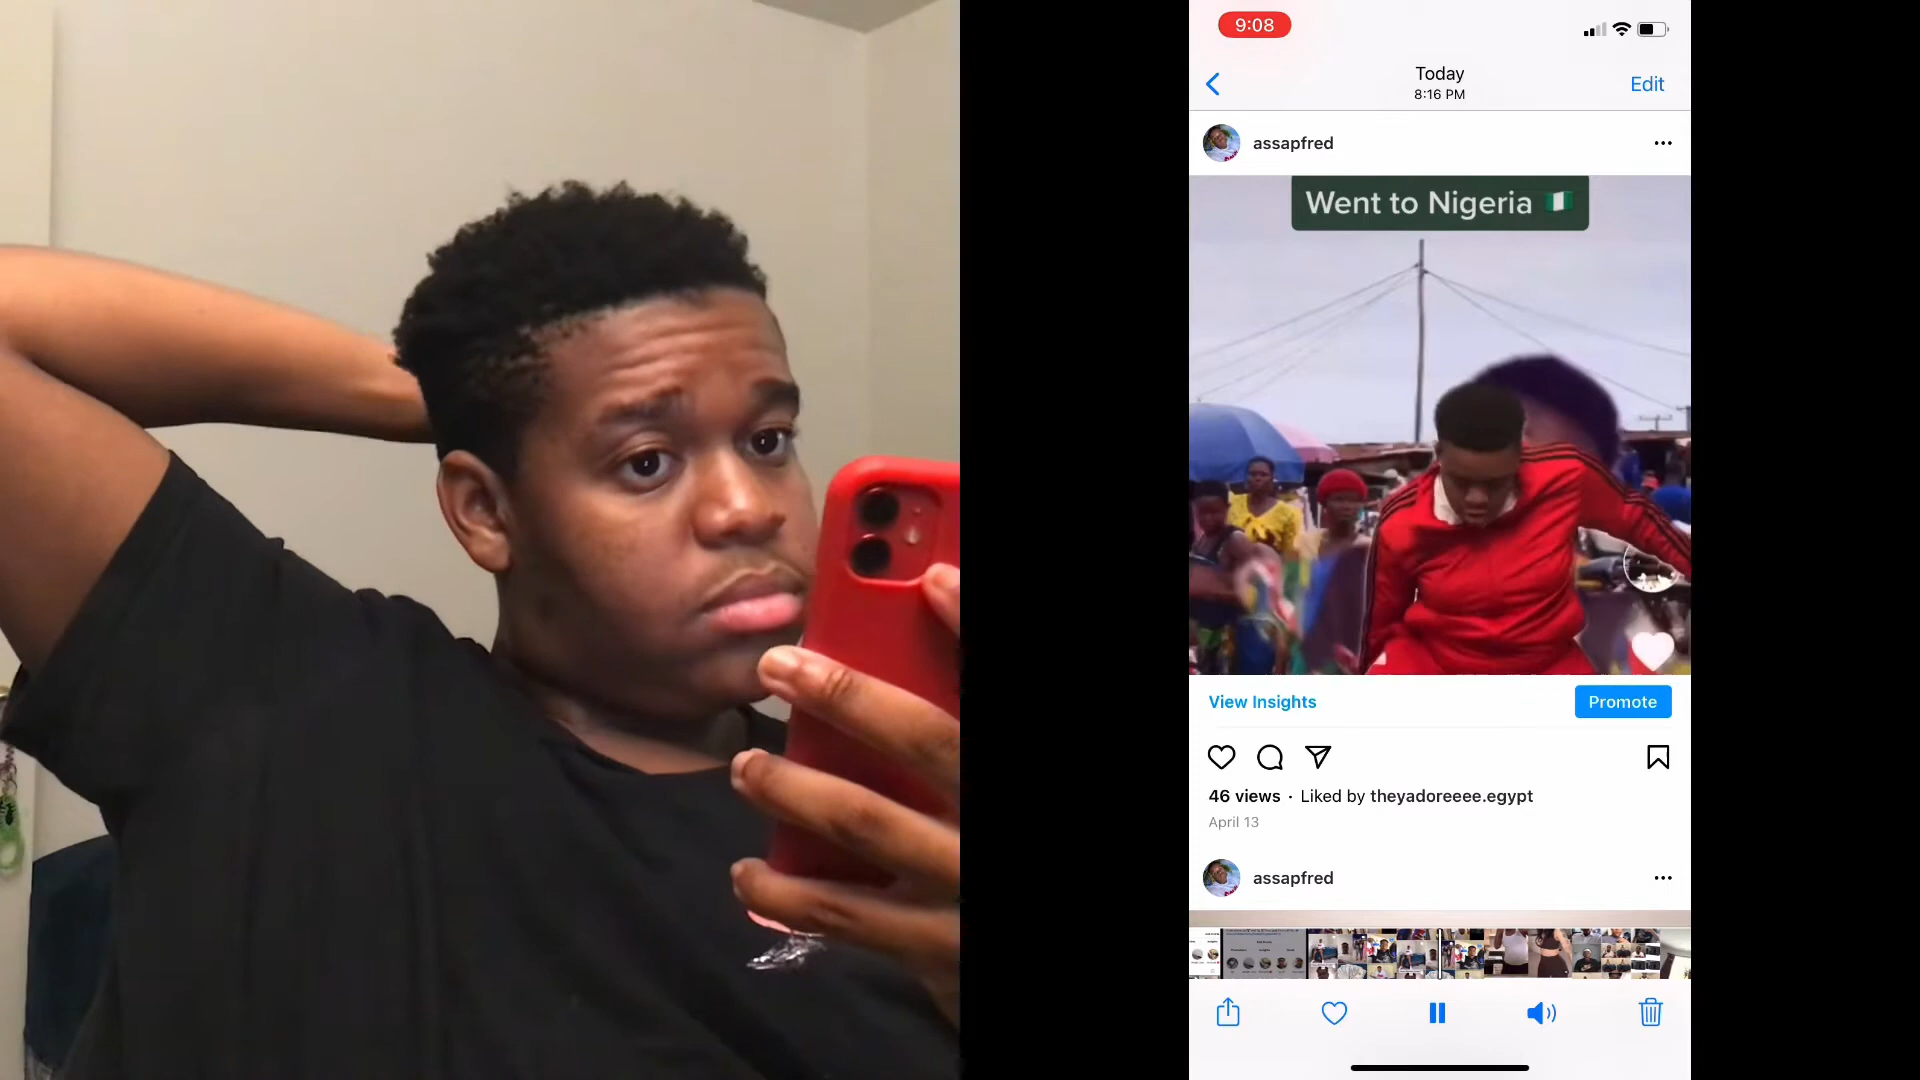 9:08
Today
8:16 PM
Edit
assapfred
Went to Nigeria
View Insights
Promote
46 views · Liked by theyadoreeee.egypt
April 13
assapfred